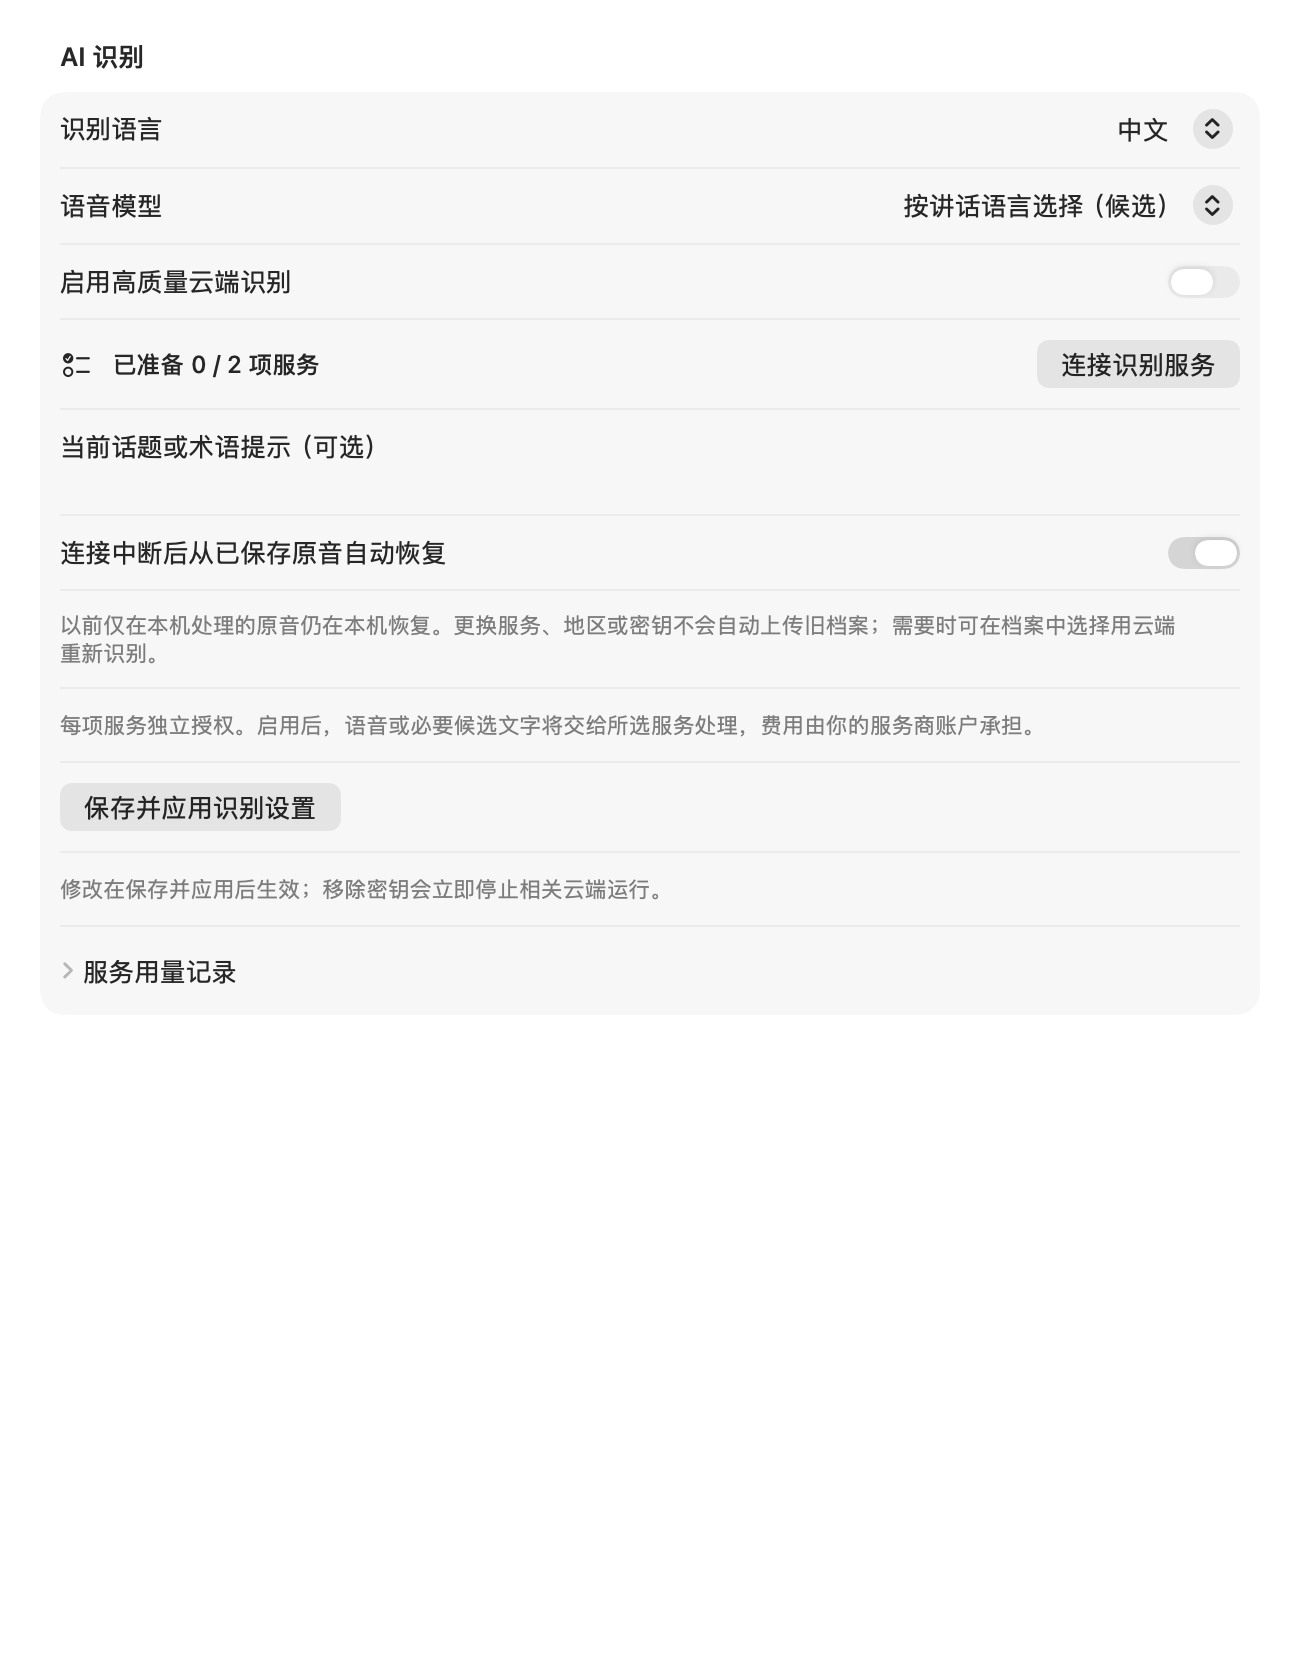 AI 识别
识别语言
中文
语音模型
按讲话语言选择（候选）
启用高质量云端识别
已准备 0 / 2 项服务
连接识别服务
当前话题或术语提示（可选）
连接中断后从已保存原音自动恢复
以前仅在本机处理的原音仍在本机恢复。更换服务、地区或密钥不会自动上传旧档案；需要时可在档案中选择用云端
重新识别。
每项服务独立授权。启用后，语音或必要候选文字将交给所选服务处理，费用由你的服务商账户承担。
保存并应用识别设置
修改在保存并应用后生效；移除密钥会立即停止相关云端运行。
服务用量记录